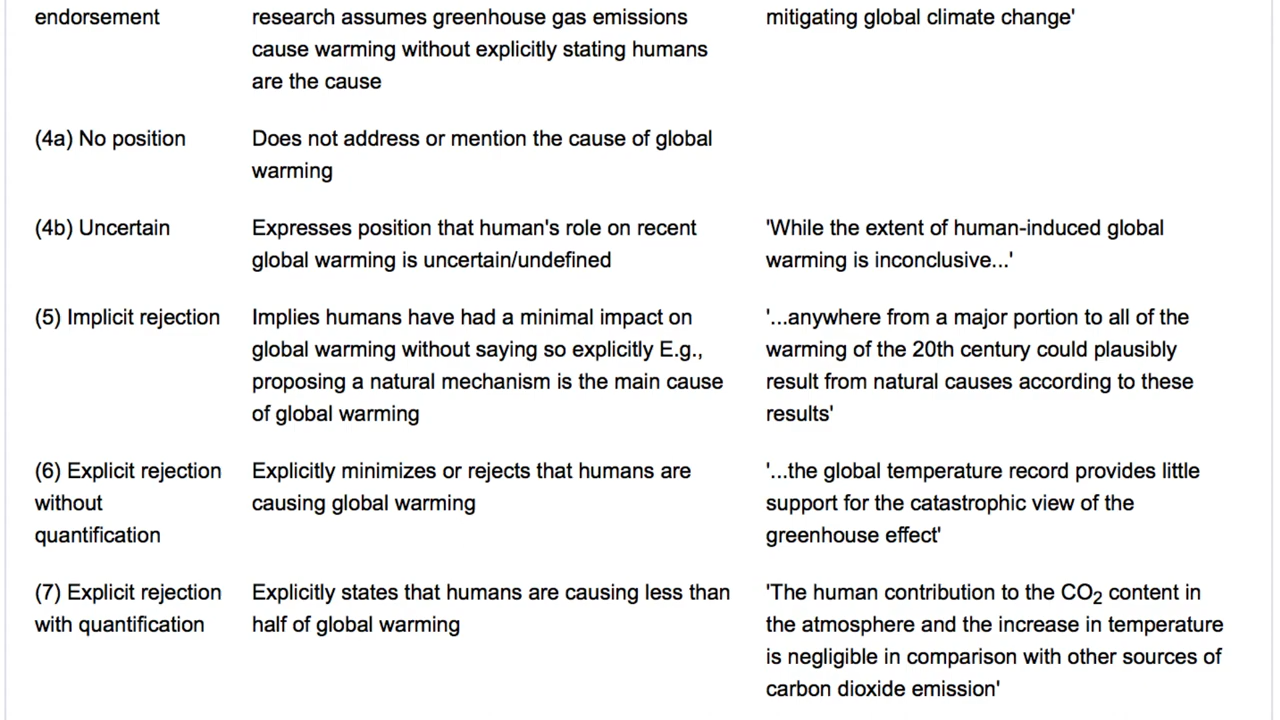 endorsement
research assumes greenhouse gas emissions
cause warming without explicitly stating humans
are the cause
mitigating global climate change'
(4a) No position
Does not address or mention the cause of global
warming
(4b) Uncertain
Expresses position that human's role on recent
global warming is uncertain/undefined
'While the extent of human-induced global
warming is inconclusive...'
(5) Implicit rejection
Implies humans have had a minimal impact on
global warming without saying so explicitly E.g.,
proposing a natural mechanism is the main cause
of global warming
'...anywhere from a major portion to all of the
warming of the 20th century could plausibly
result from natural causes according to these
results'
(6) Explicit rejection
without
quantification
Explicitly minimizes or rejects that humans are
causing global warming
'...the global temperature record provides little
support for the catastrophic view of the
greenhouse effect'
(7) Explicit rejection
with quantification
Explicitly states that humans are causing less than
half of global warming
'The human contribution to the CO₂ content in
the atmosphere and the increase in temperature
is negligible in comparison with other sources of
carbon dioxide emission'